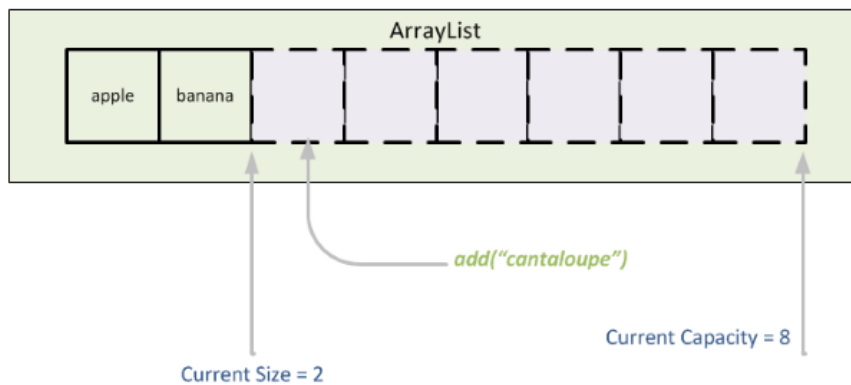 ArrayList
apple
banana
add(“cantaloupe”)
Current Capacity = 8
Current Size = 2